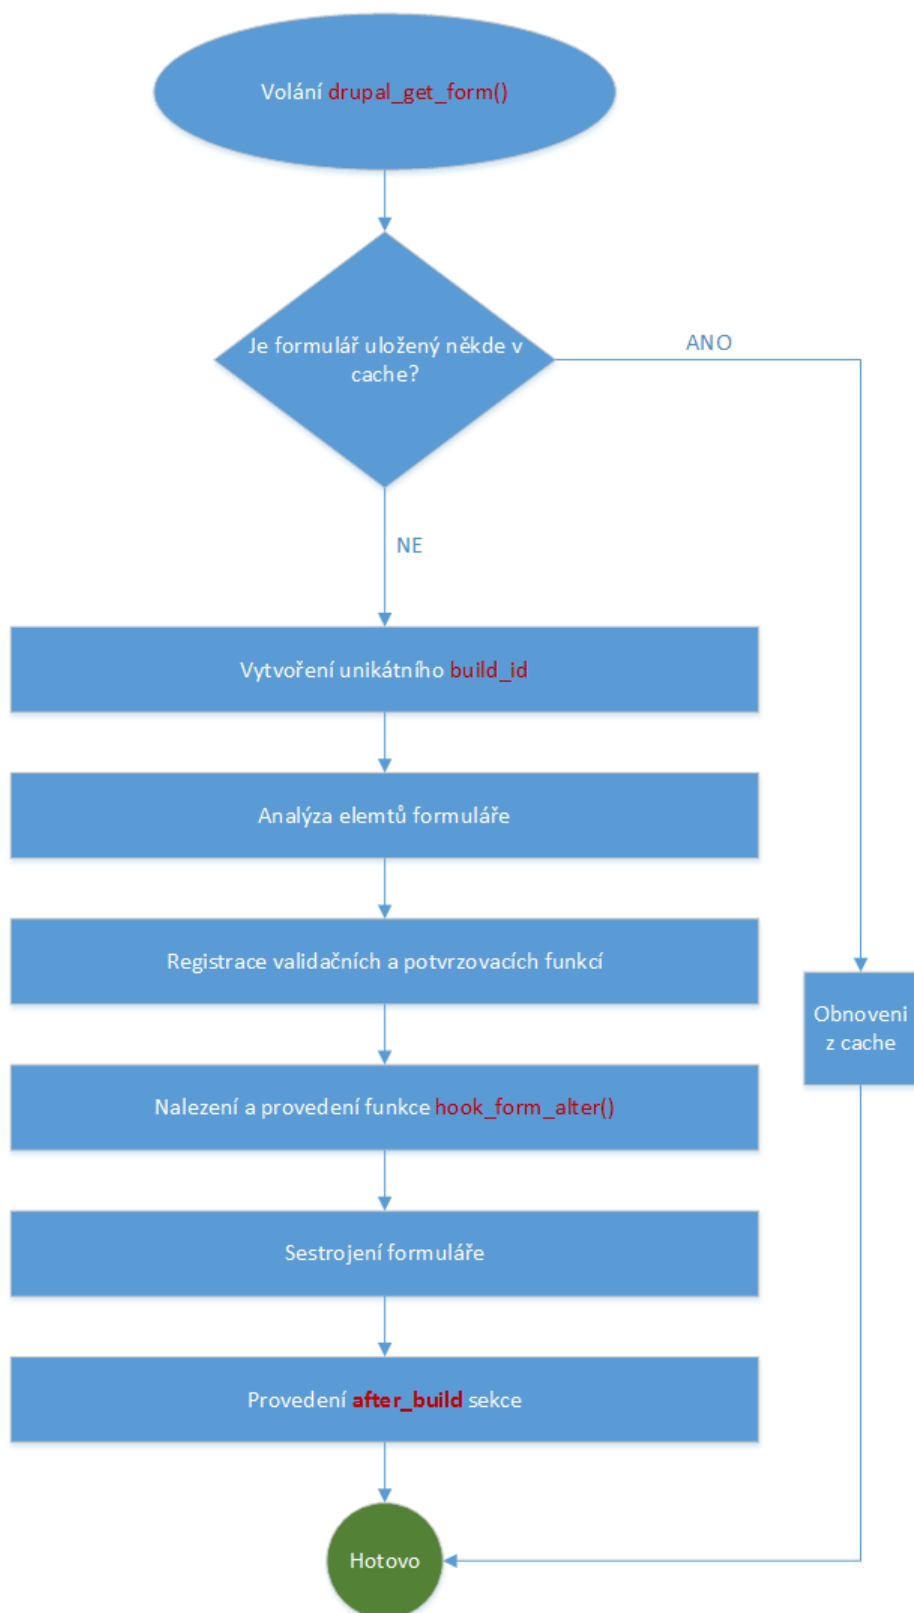 Volání drupal_get_form()
Je formulář uložený někde v
cache?
ANO
NE
Vytvoření unikátního build_id
Analýza elemtů formuláře
Registrace validačních a potvrzovacích funkcí
Obnoveni
z cache
Nalezení a provedení funkce hook_form_alter()
Sestrojení formuláře
Provedení after_build sekce
Hotovo